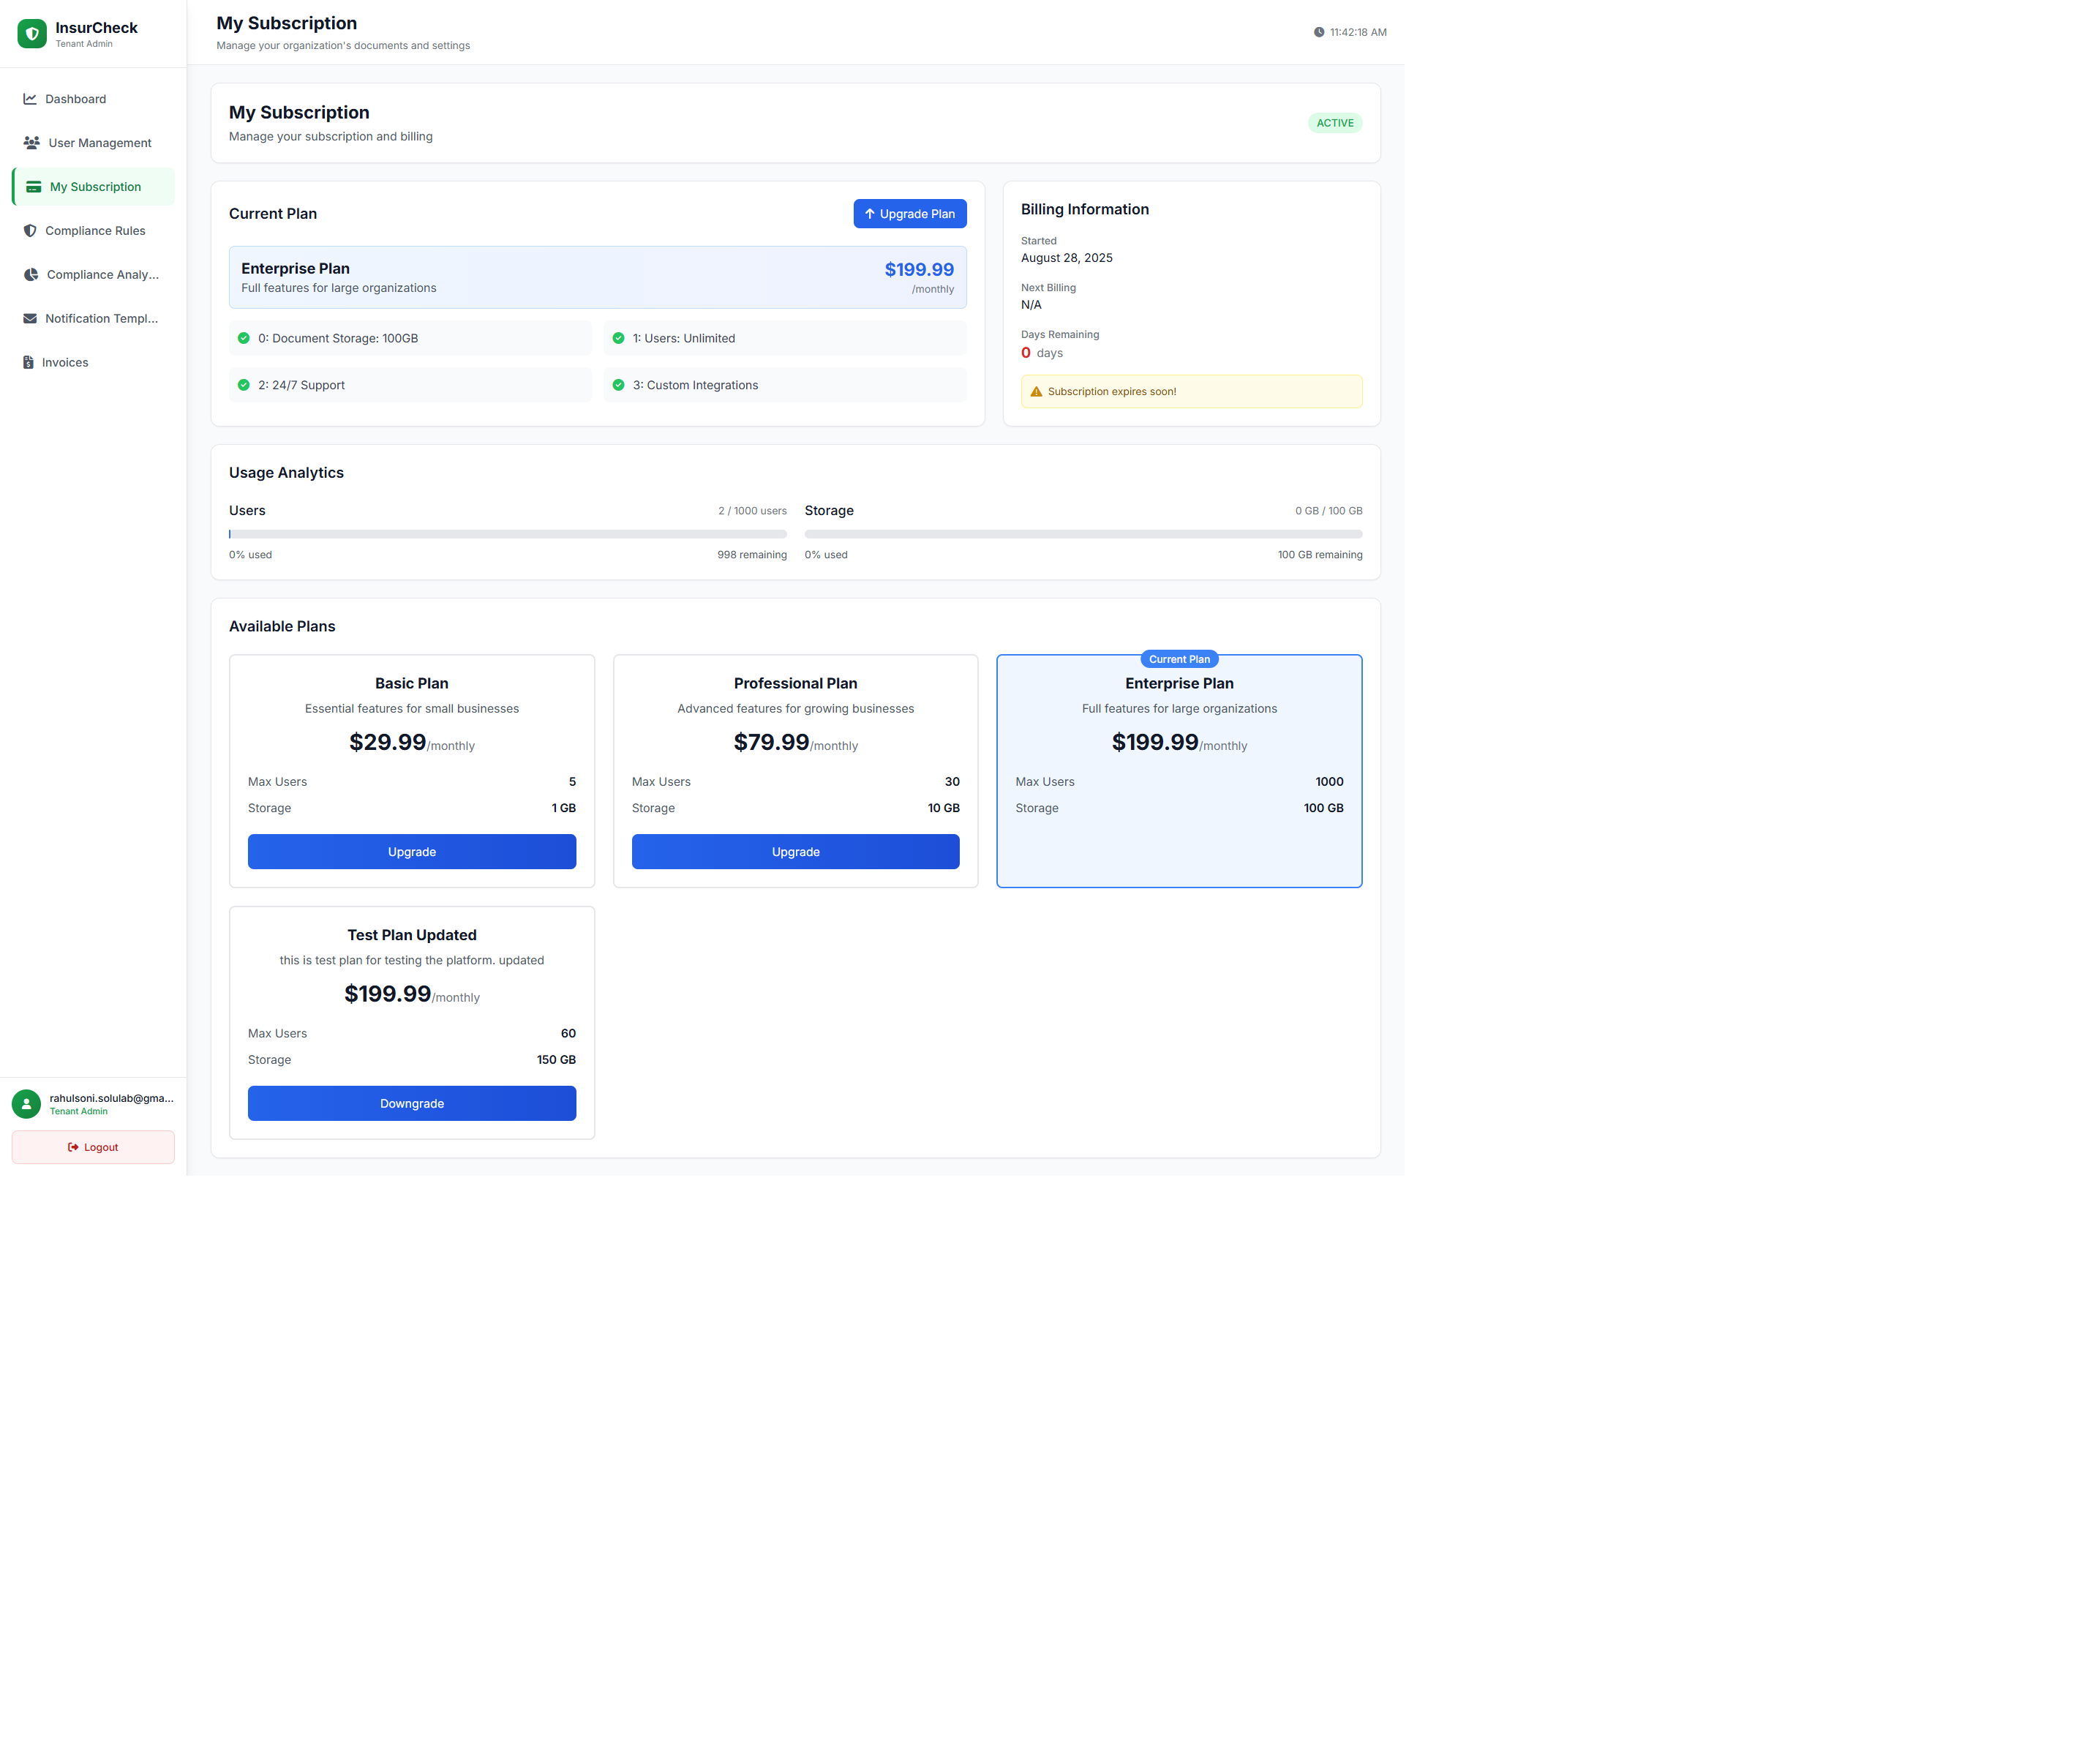 InsurCheck
Tenant Admin
Dashboard
User Management
My Subscription
Compliance Rules
Compliance Analy...
Notification Templ...
Invoices
rahulsoni.solulab@gma...
Tenant Admin
Logout
My Subscription
Manage your organization's documents and settings
11:42:18 AM
My Subscription
Manage your subscription and billing
ACTIVE
Current Plan
Upgrade Plan
Enterprise Plan
Full features for large organizations
$199.99
/monthly
0: Document Storage: 100GB
1: Users: Unlimited
2: 24/7 Support
3: Custom Integrations
Billing Information
Started
August 28, 2025
Next Billing
N/A
Days Remaining
0 days
Subscription expires soon!
Usage Analytics
Users
2 / 1000 users
0% used
998 remaining
Storage
0 GB / 100 GB
0% used
100 GB remaining
Available Plans
Basic Plan
Essential features for small businesses
$29.99/monthly
Max Users 5
Storage 1 GB
Upgrade
Professional Plan
Advanced features for growing businesses
$79.99/monthly
Max Users 30
Storage 10 GB
Upgrade
Current Plan
Enterprise Plan
Full features for large organizations
$199.99/monthly
Max Users 1000
Storage 100 GB
Test Plan Updated
this is test plan for testing the platform. updated
$199.99/monthly
Max Users 60
Storage 150 GB
Downgrade